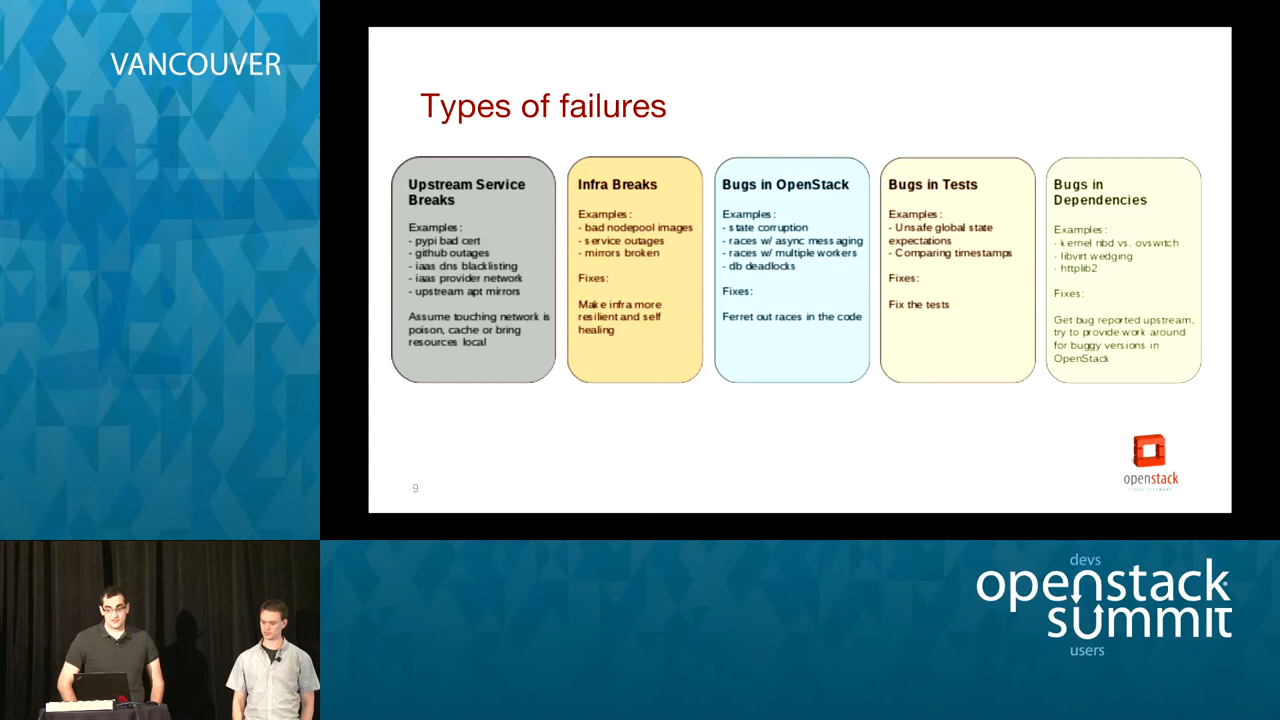 VANCOUVER
Types of failures
Upstream Service
Breaks
Examples:
- pypi bad cert
- github outages
- iaas dns blacklisting
- iaas provider network
- upstream apt mirrors
Assume touching network is
poison, cache or bring
resources local
Infra Breaks
Examples:
- bad nodepool images
- service outages
- mirrors broken
Fixes:
Make infra more
resilient and self
healing
Bugs in OpenStack
Examples:
- state corruption
- races w/ async messaging
- races w/ multiple workers
- db deadlocks
Fixes:
Ferret out races in the code
Bugs in Tests
Examples:
- Unsafe global state
expectations
- Comparing timestamps
Fixes:
Fix the tests
Bugs in
Dependencies
Examples:
- kernel nbd vs. ovswitch
- libvirt wedging
- httplib2
Fixes:
Get bug reported upstream,
try to provide work around
for buggy versions in
OpenStack
9
openstack
CLOUD SOFTWARE
devs
openstack
summit
users